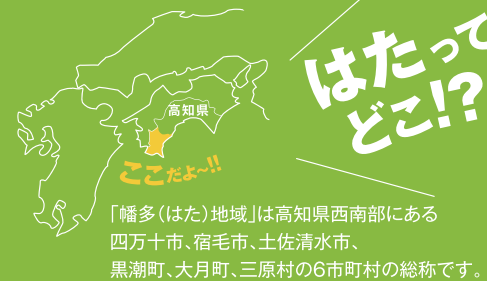 はたって
どこ!?
高知県
ここだよ~!!
「幡多(はた)地域」は高知県西南部にある
四万十市、宿毛市、土佐清水市、
黒潮町、大月町、三原村の6市町村の総称です。